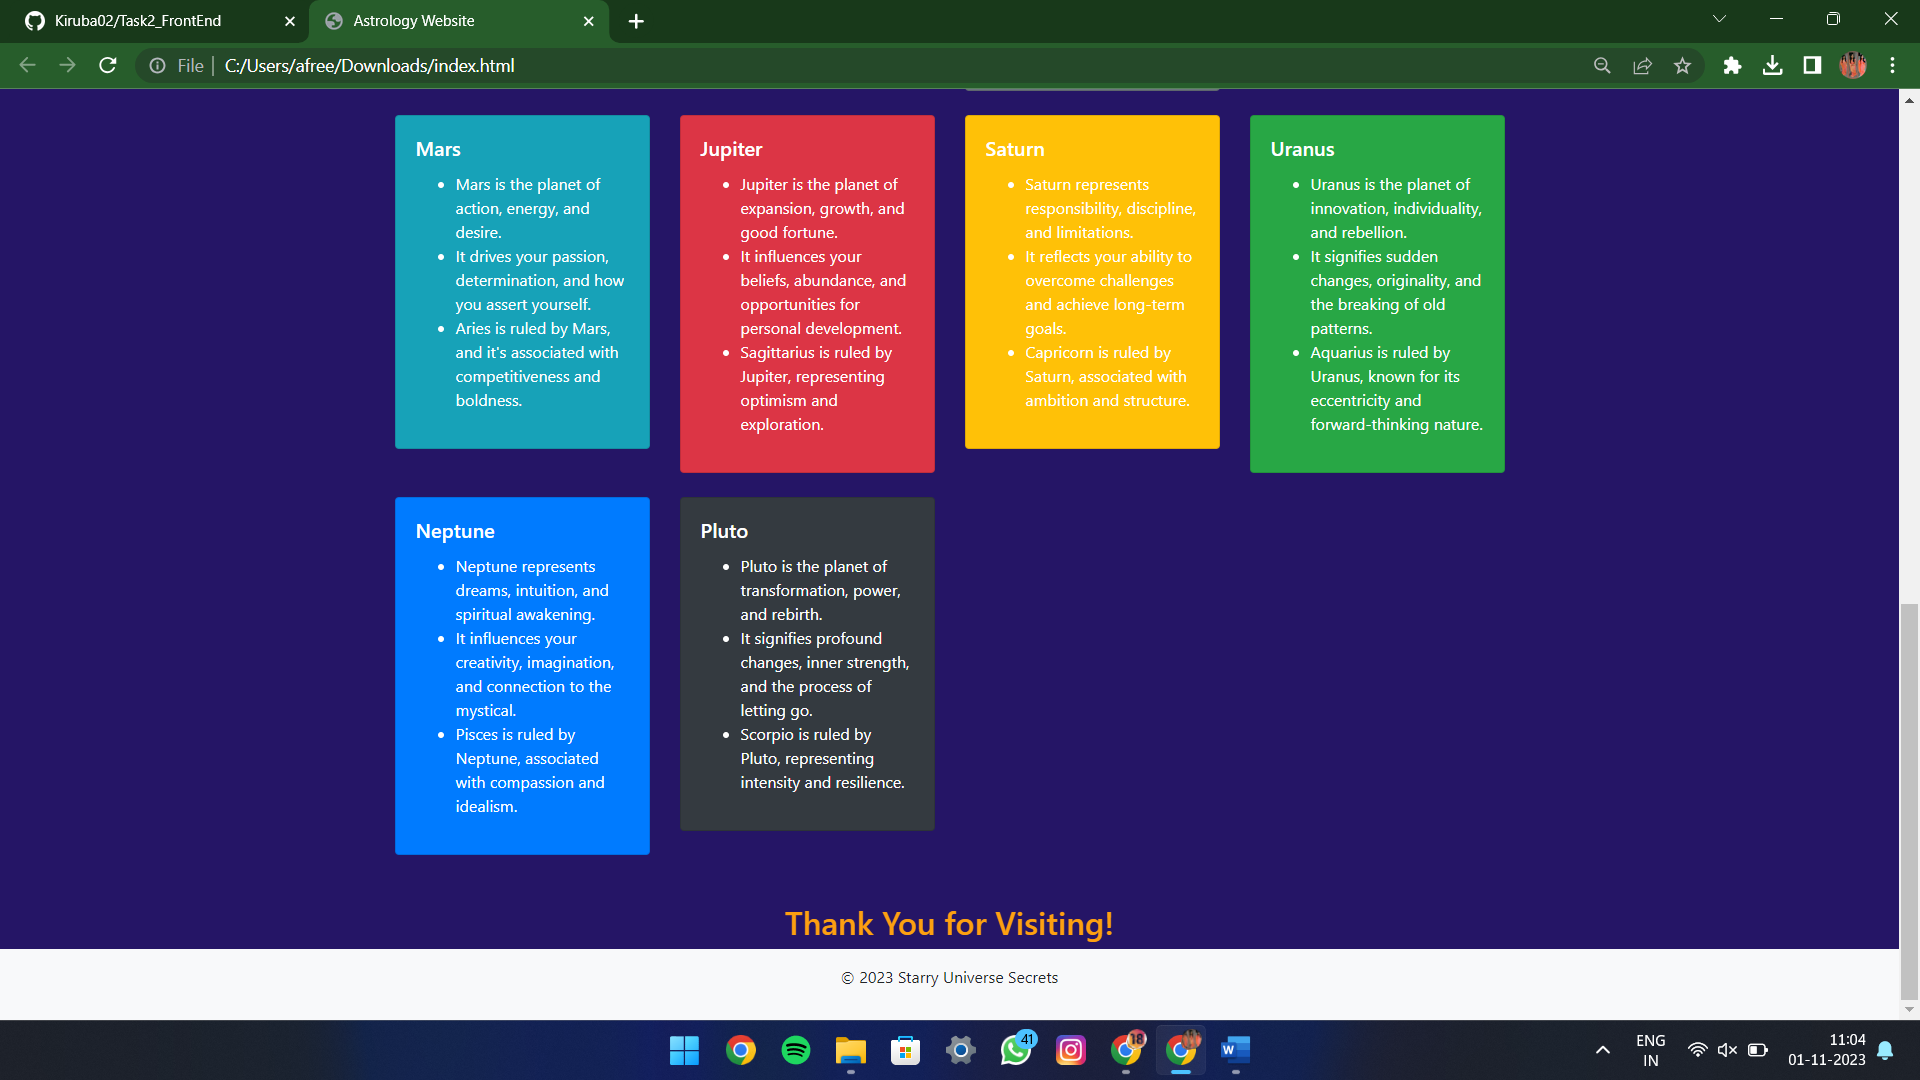 Kiruba02/Task2_FrontEnd
Astrology Website
File
C:/Users/afree/Downloads/index.html
Mars
• Mars is the planet of
action, energy, and
desire.
• It drives your passion,
determination, and how
you assert yourself.
• Aries is ruled by Mars,
and it's associated with
competitiveness and
boldness.
Jupiter
• Jupiter is the planet of
expansion, growth, and
good fortune.
• It influences your
beliefs, abundance, and
opportunities for
personal development.
• Sagittarius is ruled by
Jupiter, representing
optimism and
exploration.
Saturn
• Saturn represents
responsibility, discipline,
and limitations.
• It reflects your ability to
overcome challenges
and achieve long-term
goals.
• Capricorn is ruled by
Saturn, associated with
ambition and structure.
Uranus
• Uranus is the planet of
innovation, individuality,
and rebellion.
• It signifies sudden
changes, originality, and
the breaking of old
patterns.
• Aquarius is ruled by
Uranus, known for its
eccentricity and
forward-thinking nature.
Neptune
• Neptune represents
dreams, intuition, and
spiritual awakening.
• It influences your
creativity, imagination,
and connection to the
mystical.
• Pisces is ruled by
Neptune, associated
with compassion and
idealism.
Pluto
• Pluto is the planet of
transformation, power,
and rebirth.
• It signifies profound
changes, inner strength,
and the process of
letting go.
• Scorpio is ruled by
Pluto, representing
intensity and resilience.
Thank You for Visiting!
© 2023 Starry Universe Secrets
41
18
W
ENG
IN
11:04
01-11-2023